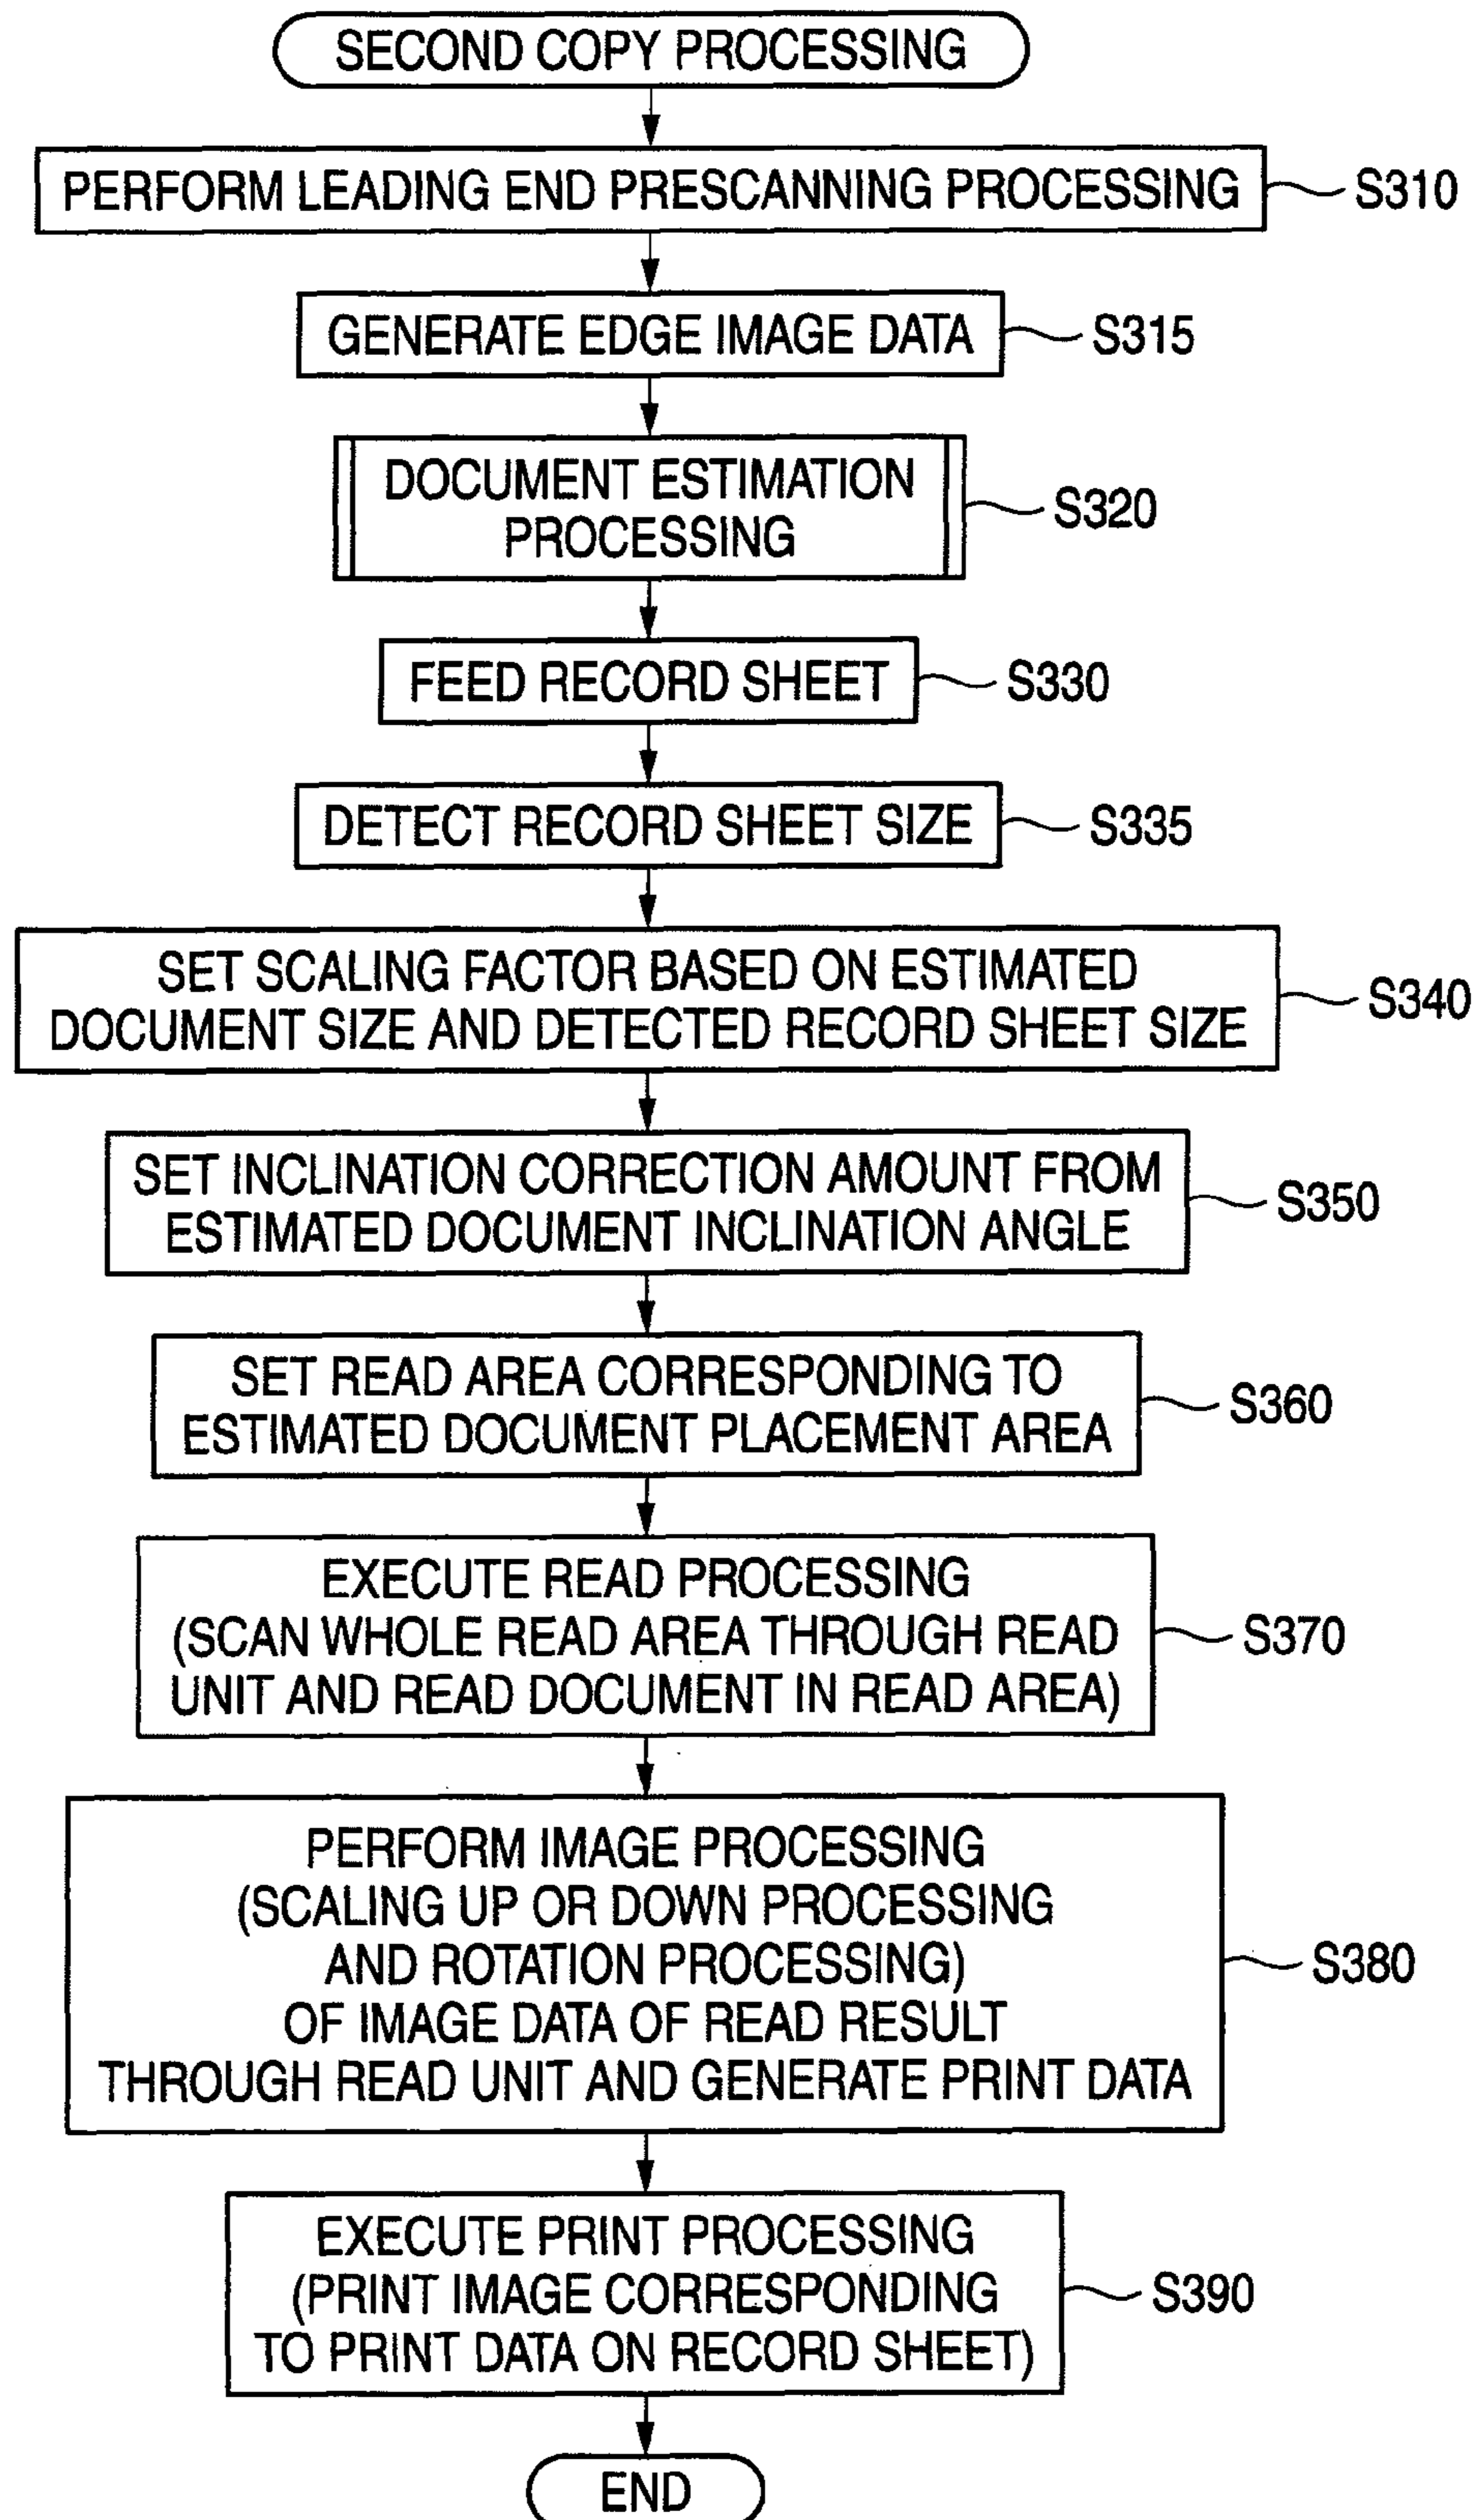 SECOND COPY PROCESSING
PERFORM LEADING END PRESCANNING PROCESSING
S310
GENERATE EDGE IMAGE DATA
S315
DOCUMENT ESTIMATION
PROCESSING
S320
FEED RECORD SHEET
S330
DETECT RECORD SHEET SIZE
S335
SET SCALING FACTOR BASED ON ESTIMATED
DOCUMENT SIZE AND DETECTED RECORD SHEET SIZE
S340
SET INCLINATION CORRECTION AMOUNT FROM
ESTIMATED DOCUMENT INCLINATION ANGLE
S350
SET READ AREA CORRESPONDING TO
ESTIMATED DOCUMENT PLACEMENT AREA
S360
EXECUTE READ PROCESSING
(SCAN WHOLE READ AREA THROUGH READ
UNIT AND READ DOCUMENT IN READ AREA)
S370
PERFORM IMAGE PROCESSING
(SCALING UP OR DOWN PROCESSING
AND ROTATION PROCESSING)
OF IMAGE DATA OF READ RESULT
THROUGH READ UNIT AND GENERATE PRINT DATA
S380
EXECUTE PRINT PROCESSING
(PRINT IMAGE CORRESPONDING
TO PRINT DATA ON RECORD SHEET)
S390
END